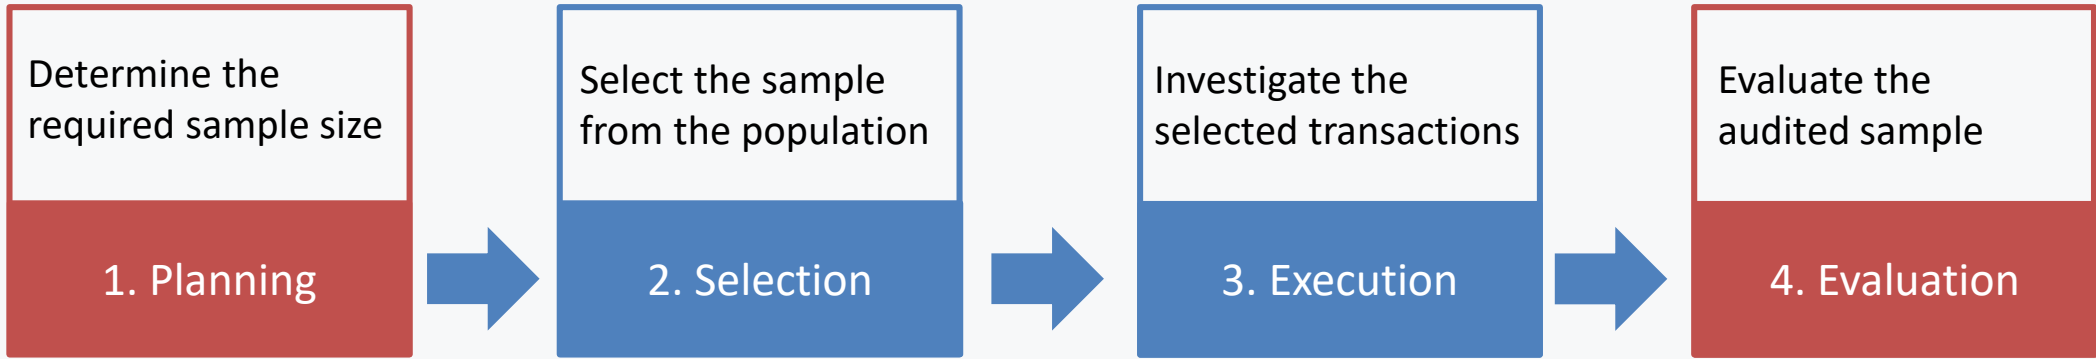 Determine the
required sample size
1. Planning
Select the sample
from the population
2. Selection
Investigate the
selected transactions
3. Execution
Evaluate the
audited sample
4. Evaluation